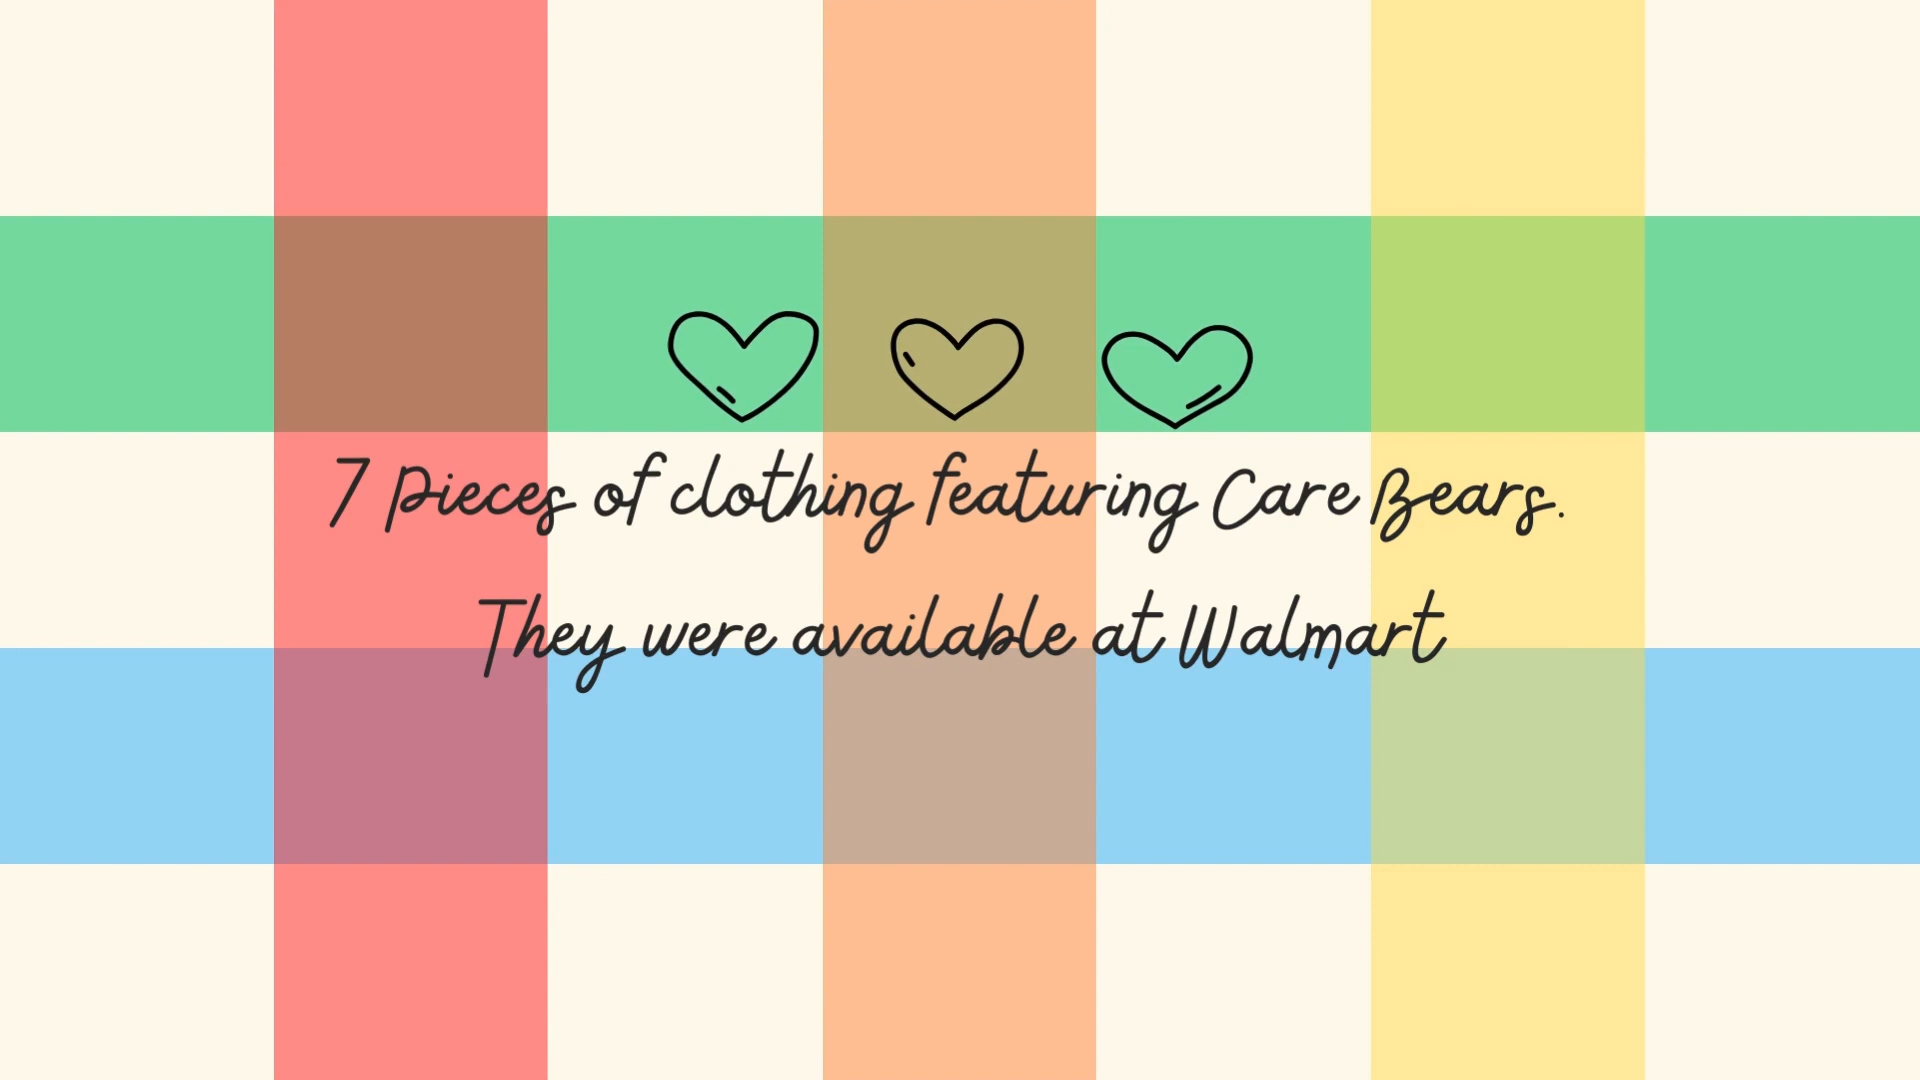 7 pieces of clothing featuring Care Bears.
They were available at Walmart